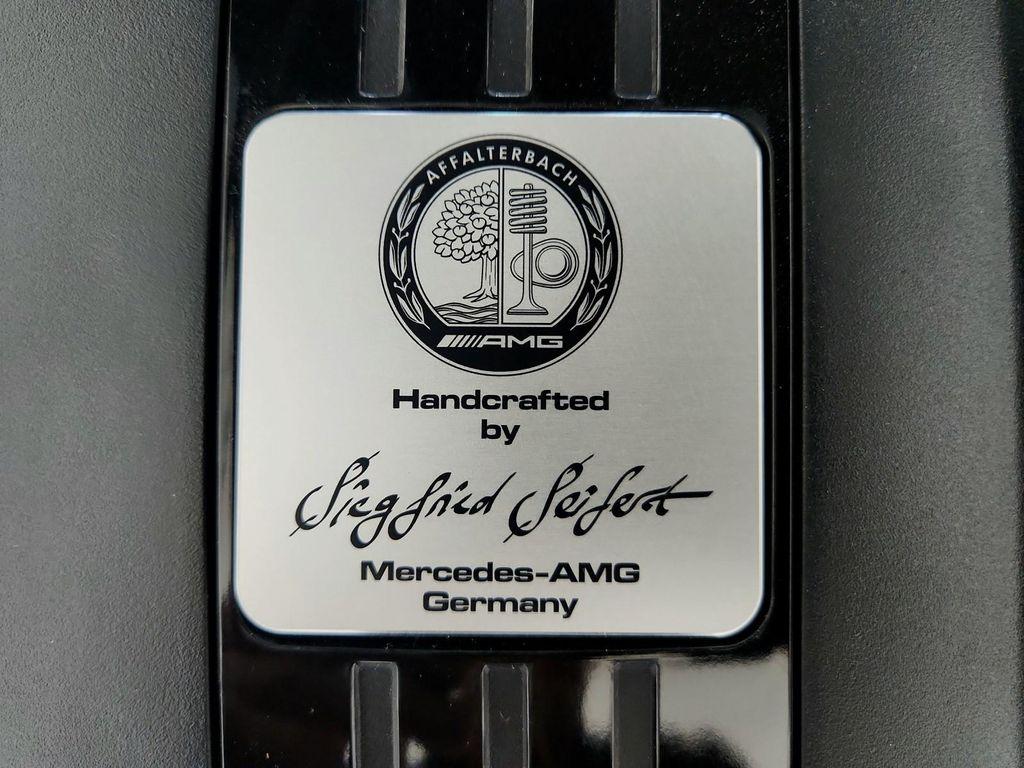 AFFALTERBACH
AMG
Handcrafted
by
Siegfried Seifert
Mercedes-AMG
Germany